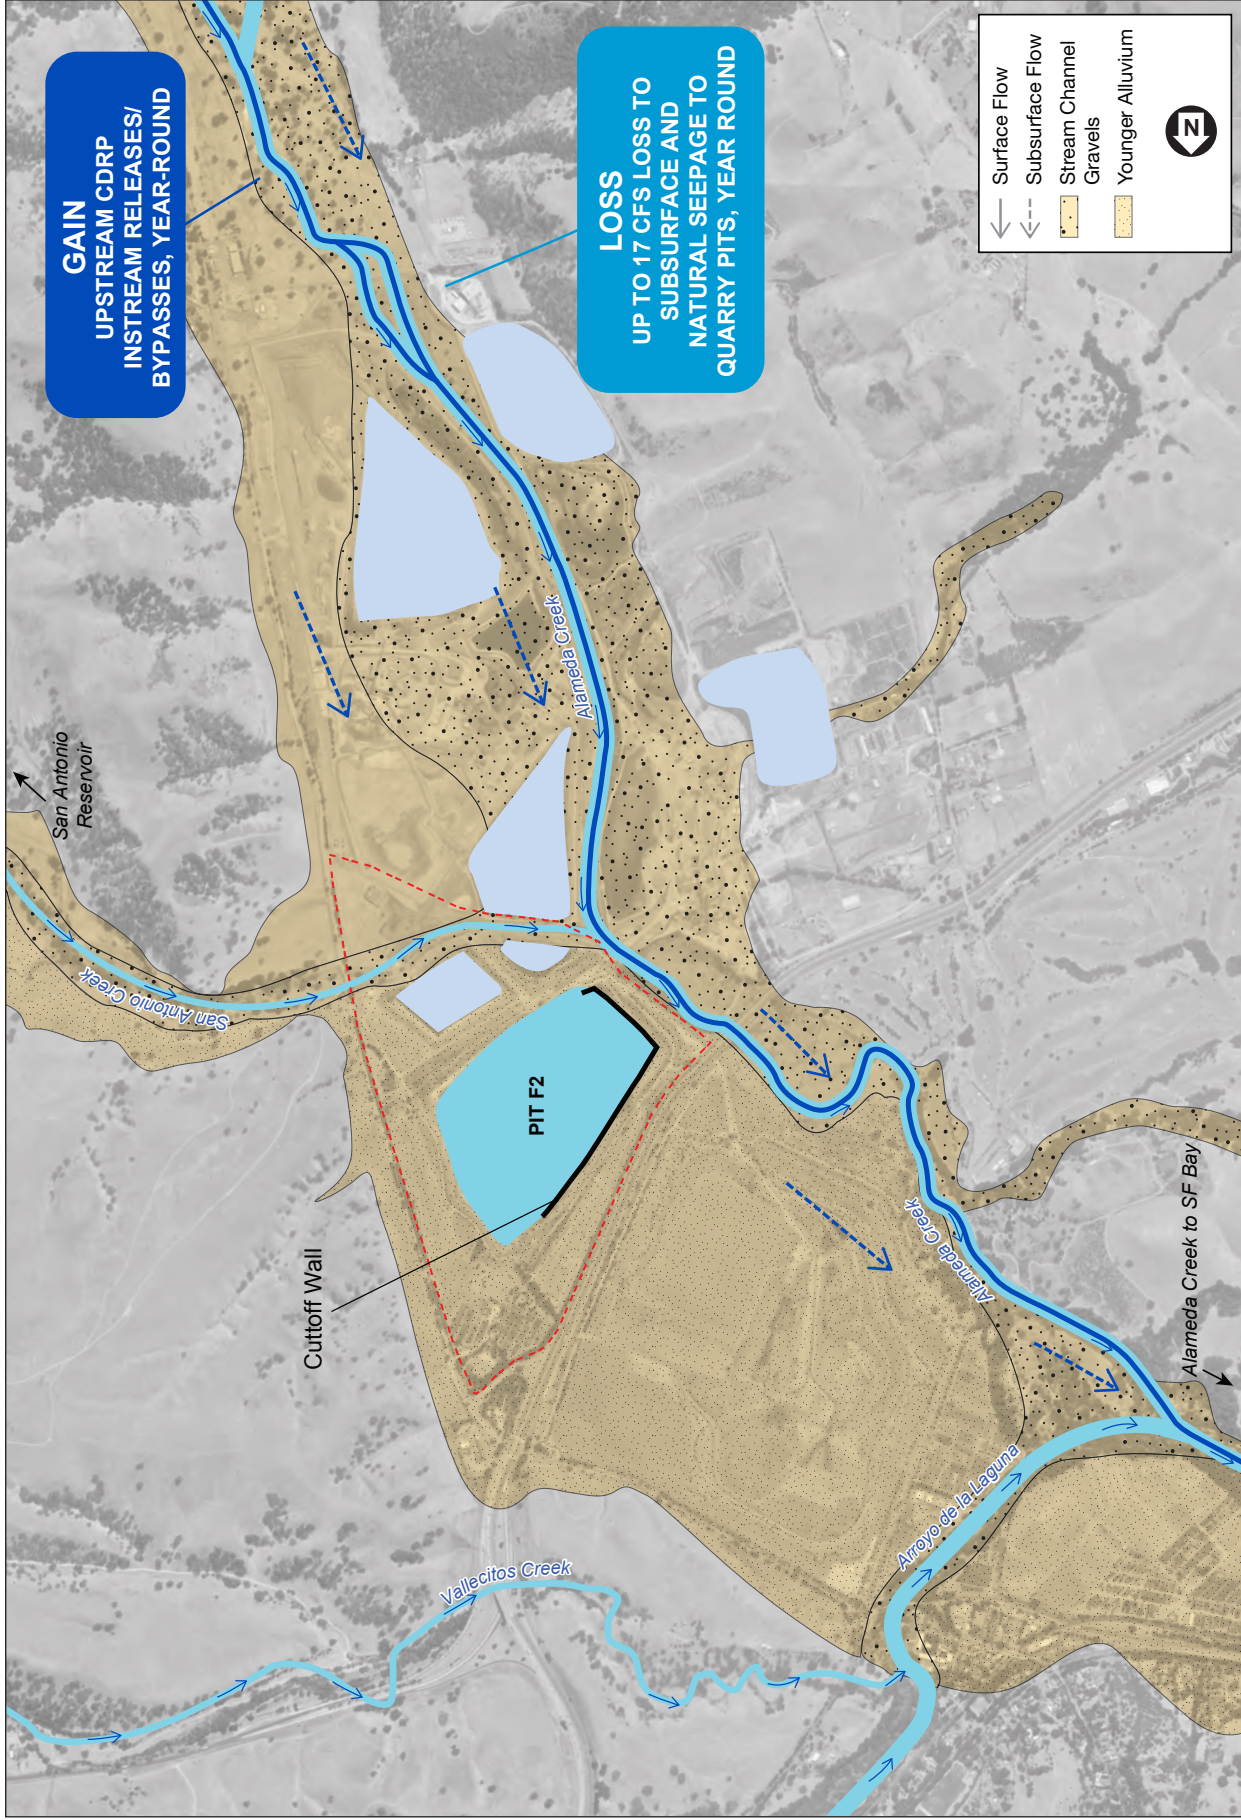 GAIN
UPSTREAM CDRP
INSTREAM RELEASES/
BYPASSES, YEAR-ROUND
LOSS
UP TO 17 CFS LOSS TO
SUBSURFACE AND
NATURAL SEEPAGE TO
QUARRY PITS, YEAR ROUND
Surface Flow
Subsurface Flow
Stream Channel
Gravels
Younger Alluvium
N
San Antonio
Reservoir
San Antonio Creek
Alameda Creek
PIT F2
Cuttoff Wall
Alameda Creek
Alameda Creek to SF Bay
Arroyo de la Laguna
Vallecitos Creek